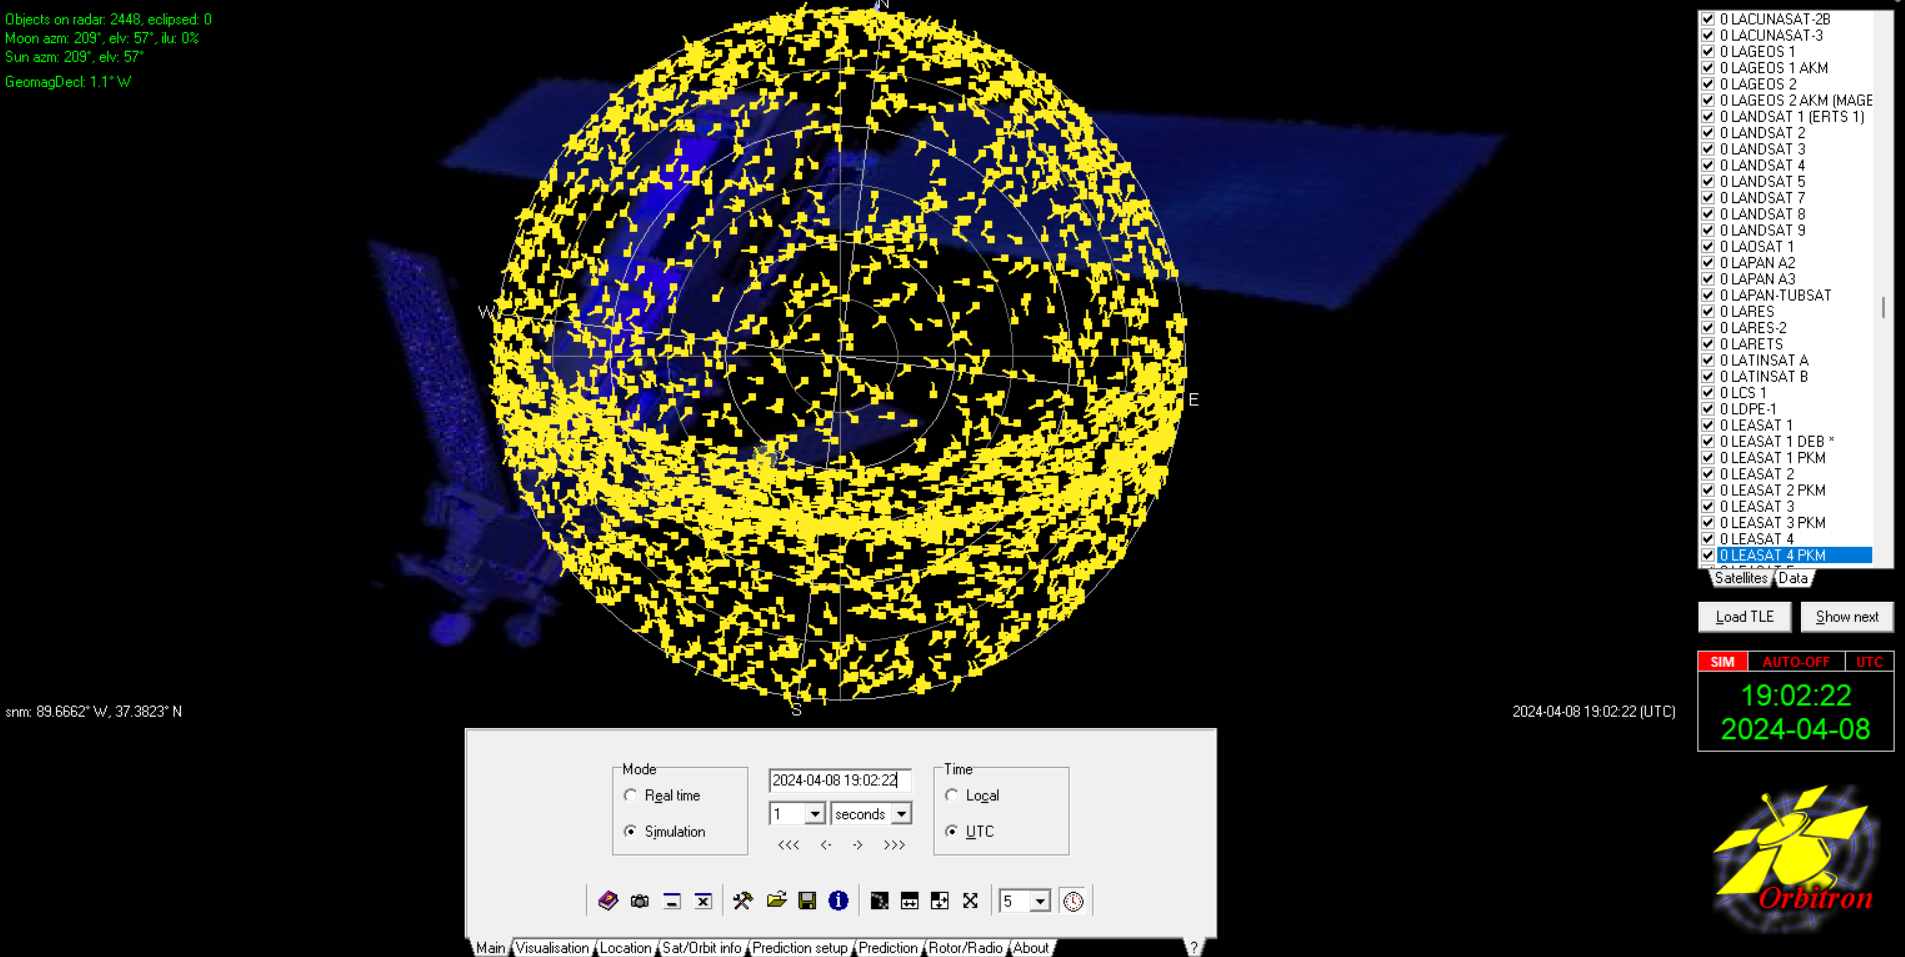 Objects on radar: 2448, eclipsed: 0
Moon azm: 209°, elv: 57°, ilu: 0%
Sun azm: 209°, elv: 57°
GeomagDecl: 1.1° W
N
W
E
S
0 LACUNASAT-2B
0 LACUNASAT-3
0 LAGEOS 1
0 LAGEOS 1 AKM
0 LAGEOS 2
0 LAGEOS 2 AKM (MAGE
0 LANDSAT 1 (ERTS 1)
0 LANDSAT 2
0 LANDSAT 3
0 LANDSAT 4
0 LANDSAT 5
0 LANDSAT 7
0 LANDSAT 8
0 LANDSAT 9
0 LAOSAT 1
0 LAPAN A2
0 LAPAN A3
0 LAPAN-TUBSAT
0 LARES
0 LARES-2
0 LARETS
0 LATINSAT A
0 LATINSAT B
0 LCS 1
0 LDPE-1
0 LEASAT 1
0 LEASAT 1 DEB *
0 LEASAT 1 PKM
0 LEASAT 2
0 LEASAT 2 PKM
0 LEASAT 3
0 LEASAT 3 PKM
0 LEASAT 4
0 LEASAT 4 PKM
Satellites Data
Load TLE Show next
SIM AUTO-OFF UTC
19:02:22
2024-04-08
Orbitron
snm: 89.6662° W, 37.3823° N
2024-04-08 19:02:22 (UTC)
Mode
Real time
Simulation
2024-04-08 19:02:22
1 seconds
<<< <- -> >>>
Time
Local
UTC
5
Main Visualisation Location Sat/Orbit info Prediction setup Prediction Rotor/Radio About ?